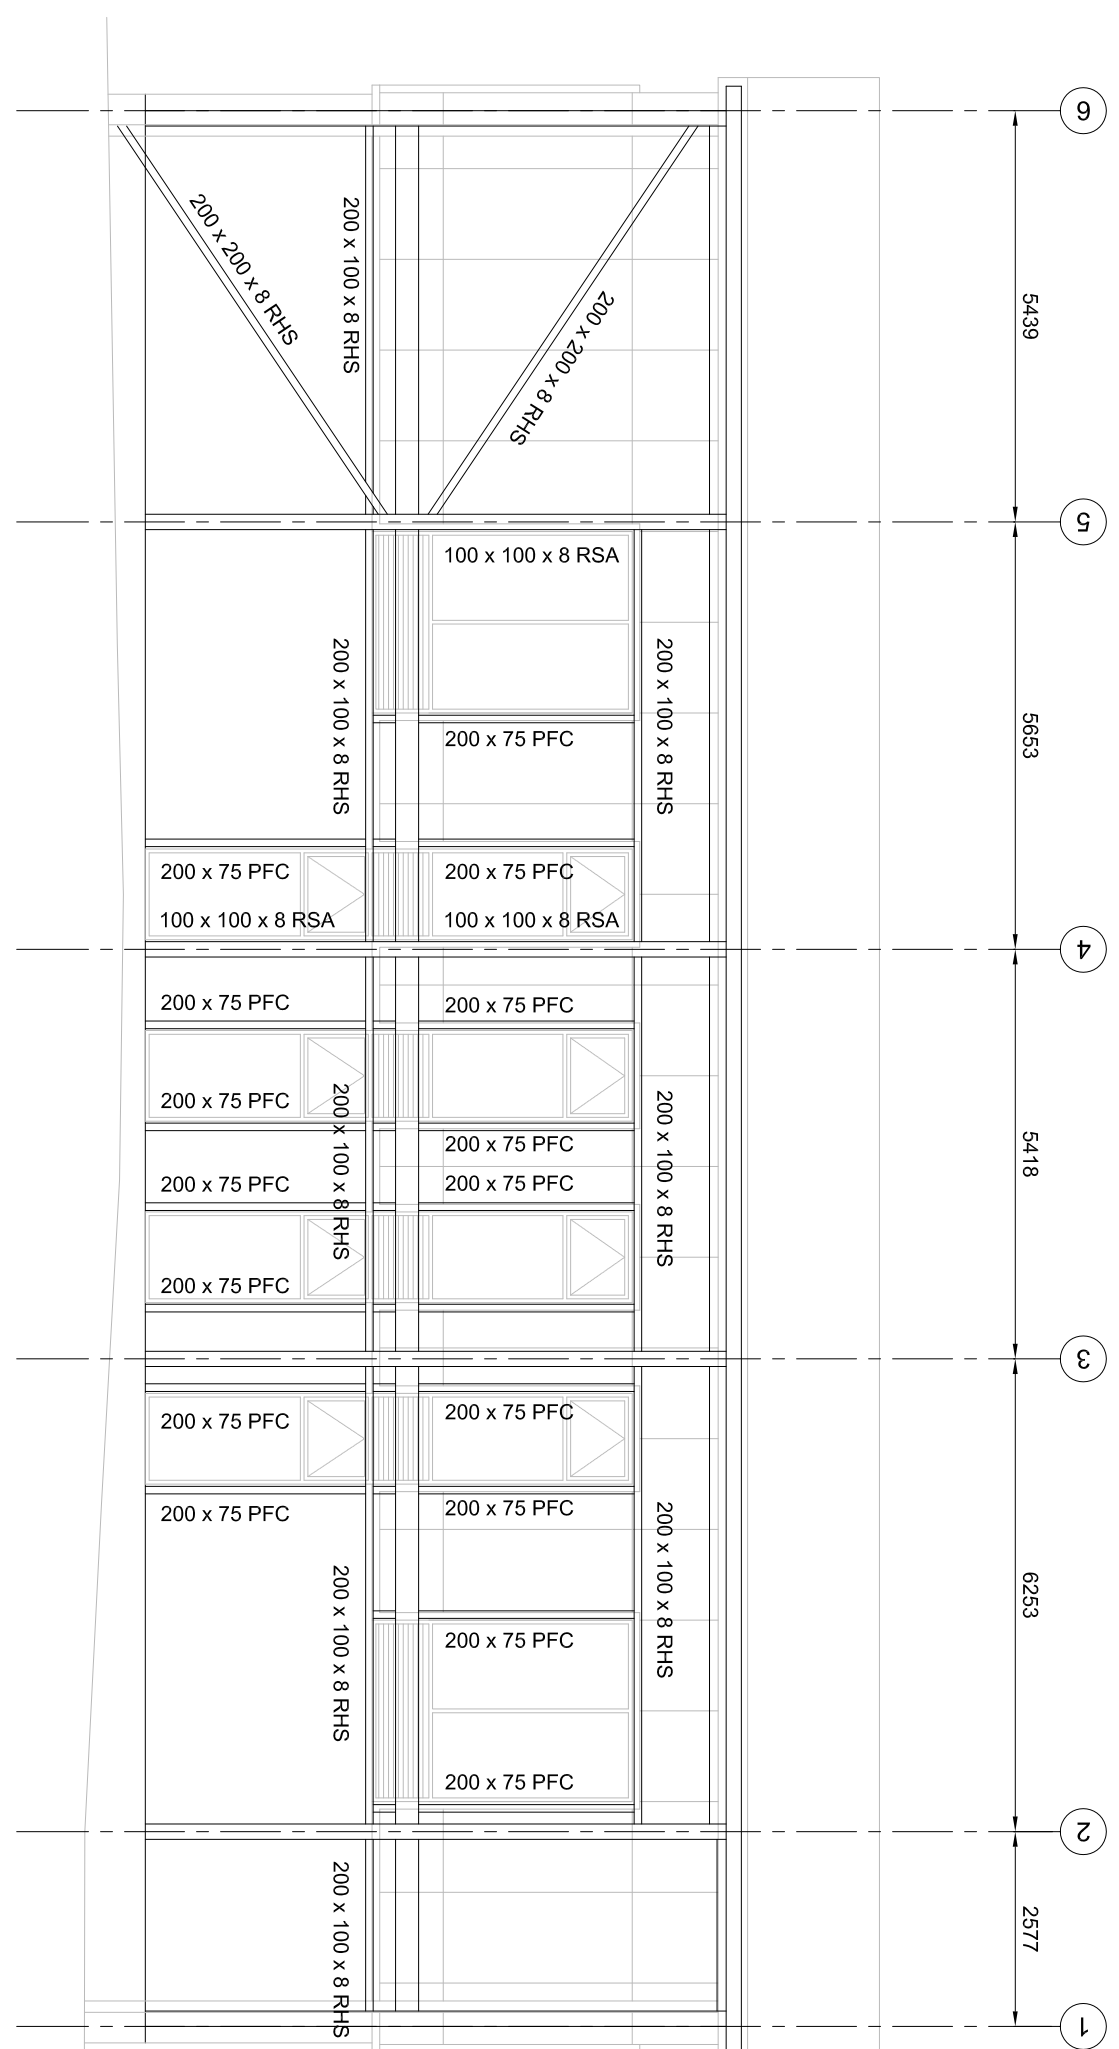 6
200 x 200 x 8 RHS
200 x 100 x 8 RHS
200 x 200 x 8 RHS
5439
5
100 x 100 x 8 RSA
200 x 100 x 8 RHS
200 x 100 x 8 RHS
5653
200 x 75 PFC
200 x 75 PFC
200 x 75 PFC
100 x 100 x 8 RSA
100 x 100 x 8 RSA
4
200 x 75 PFC
200 x 75 PFC
200 x 75 PFC
200 x 100 x 8 RHS
200 x 100 x 8 RHS
5418
200 x 75 PFC
200 x 75 PFC
200 x 75 PFC
200 x 75 PFC
3
200 x 75 PFC
200 x 75 PFC
200 x 75 PFC
200 x 75 PFC
200 x 100 x 8 RHS
200 x 100 x 8 RHS
6253
200 x 75 PFC
200 x 75 PFC
2
200 x 100 x 8 RHS
2577
1